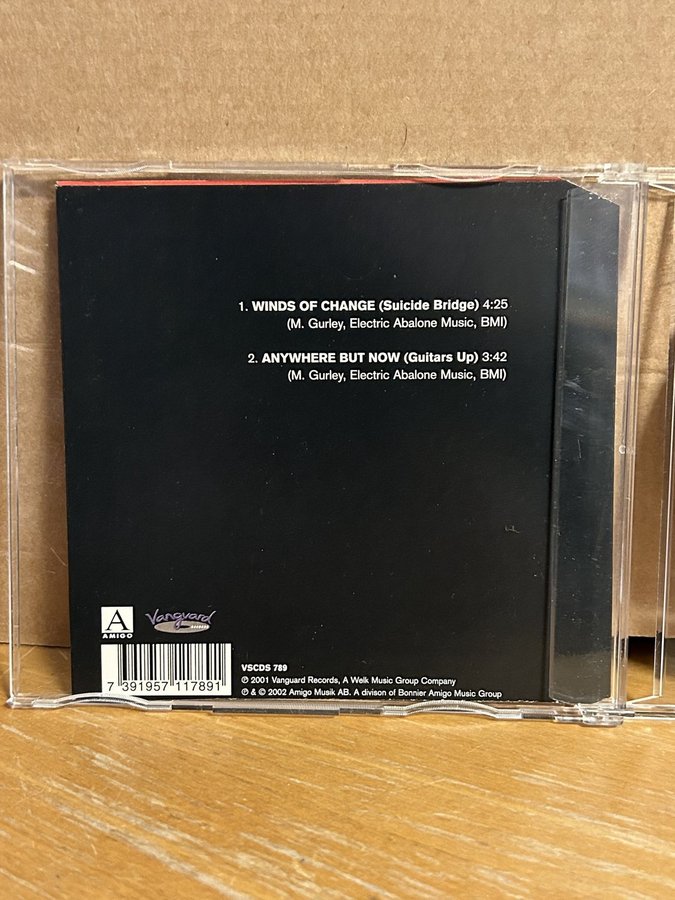 1. WINDS OF CHANGE (Suicide Bridge) 4:25
(M. Gurley, Electric Abalone Music, BMI)
2. ANYWHERE BUT NOW (Guitars Up) 3:42
(M. Gurley, Electric Abalone Music, BMI)
A
AMIGO
Vanguard
RECORDS
7 391957 117891
VSCDS 789
℗ 2001 Vanguard Records, A Welk Music Group Company
℗ & © 2002 Amigo Musik AB. A divison of Bonnier Amigo Music Group